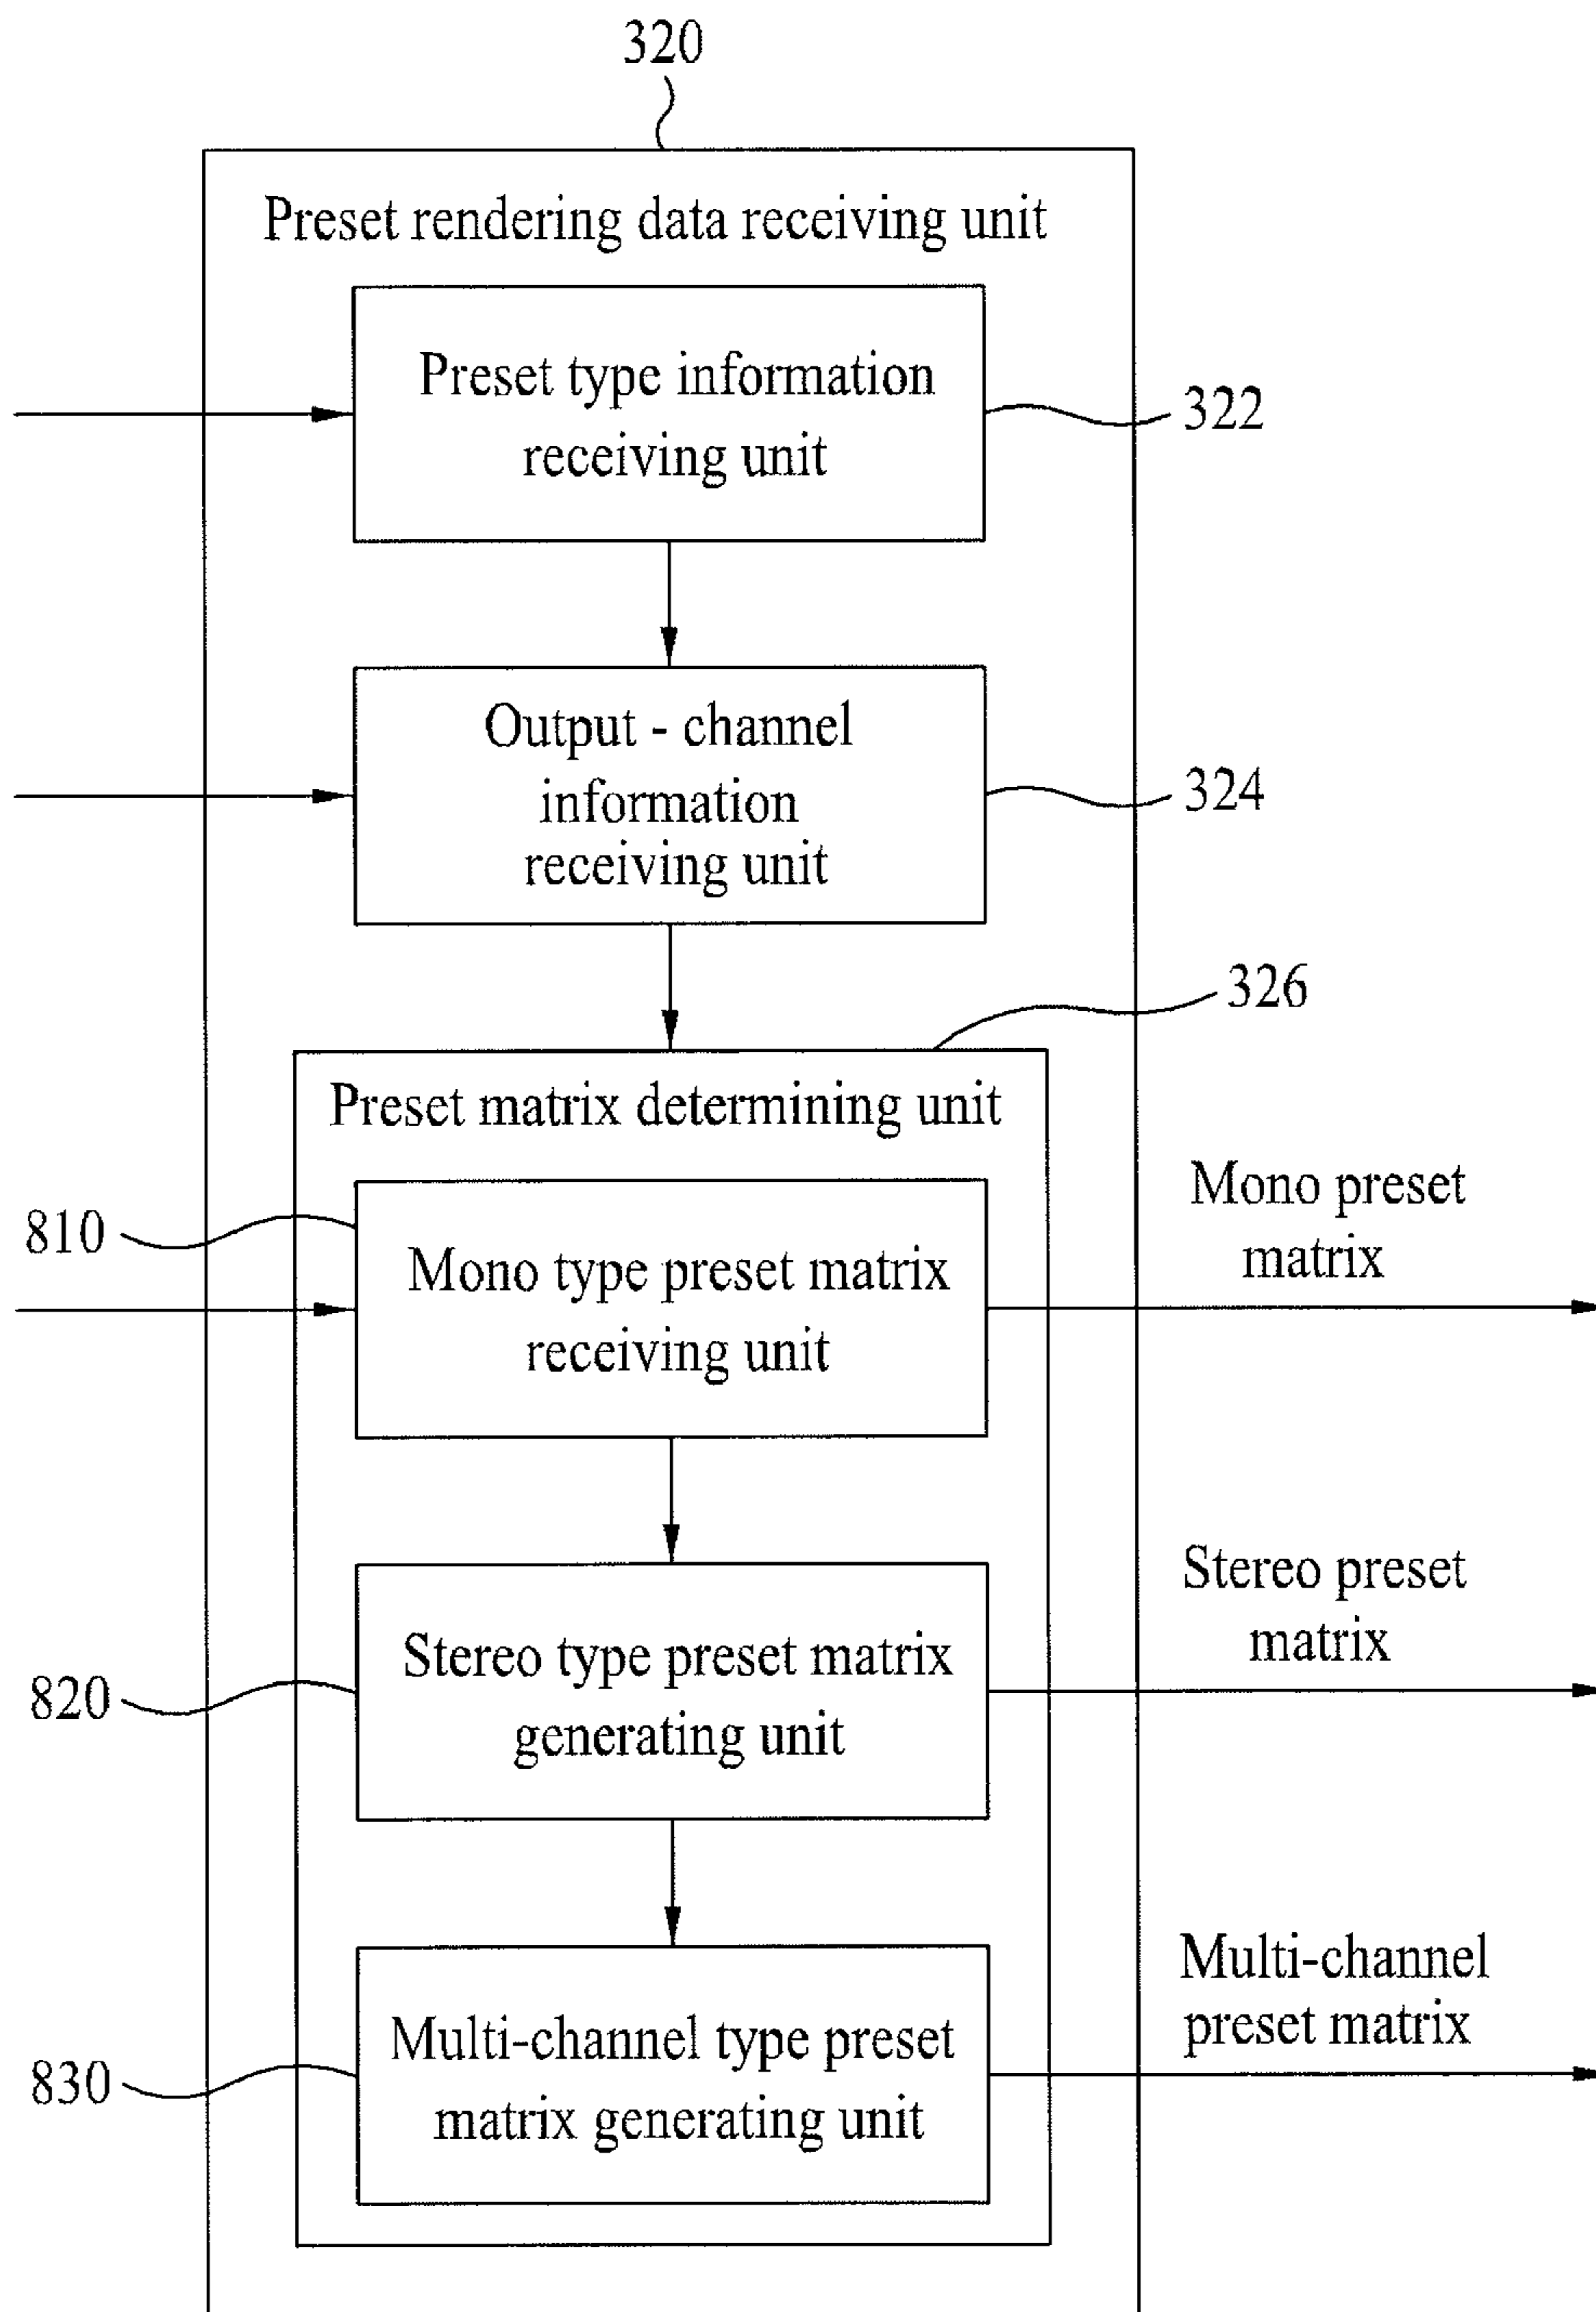 320
Preset rendering data receiving unit
Preset type information
receiving unit
322
Output - channel
information
receiving unit
324
326
Preset matrix determining unit
810
Mono type preset matrix
receiving unit
Mono preset
matrix
820
Stereo type preset matrix
generating unit
Stereo preset
matrix
830
Multi-channel type preset
matrix generating unit
Multi-channel
preset matrix